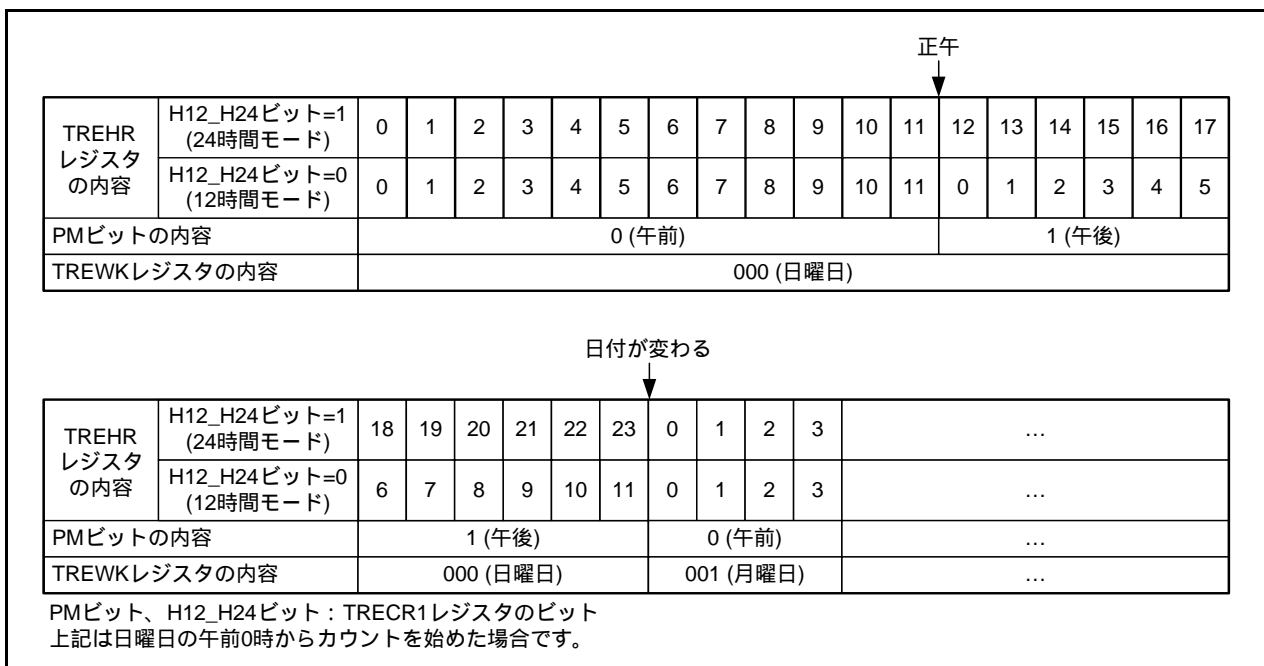 正午
TREHR
レジスタ
の内容
H12_H24ビット=1
(24時間モード)
0 1 2 3 4 5 6 7 8 9 10 11 12 13 14 15 16 17
H12_H24ビット=0
(12時間モード)
0 1 2 3 4 5 6 7 8 9 10 11 0 1 2 3 4 5
PMビットの内容 0 (午前) 1 (午後)
TREWKレジスタの内容 000 (日曜日)
日付が変わる
TREHR
レジスタ
の内容
H12_H24ビット=1
(24時間モード)
18 19 20 21 22 23 0 1 2 3 …
H12_H24ビット=0
(12時間モード)
6 7 8 9 10 11 0 1 2 3 …
PMビットの内容 1 (午後) 0 (午前) …
TREWKレジスタの内容 000 (日曜日) 001 (月曜日) …
PMビット、H12_H24ビット:TRECR1レジスタのビット
上記は日曜日の午前0時からカウントを始めた場合です。